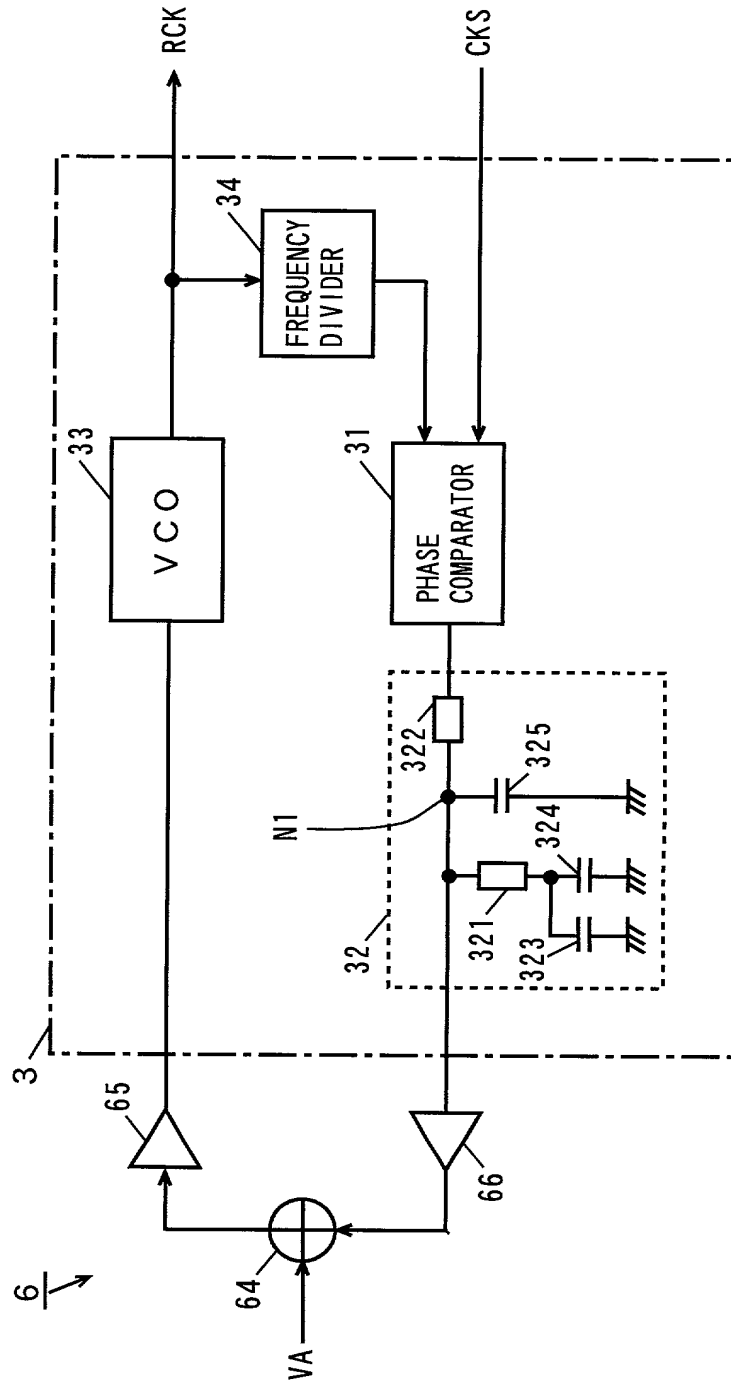 6
3
VA
64
65
66
VCO
33
RCK
FREQUENCY
DIVIDER
34
PHASE
COMPARATOR
31
CKS
32
N1
322
325
321
324
323